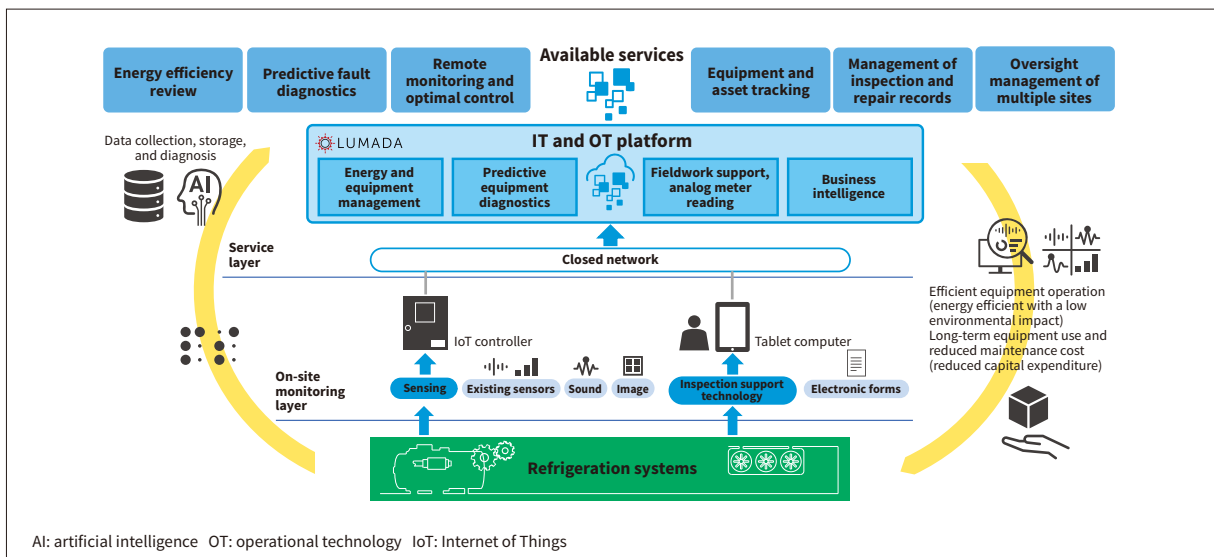 Available services
Energy efficiency
review
Predictive fault
diagnostics
Remote
monitoring and
optimal control
Equipment and
asset tracking
Management of
inspection and
repair records
Oversight
management of
multiple sites
Data collection, storage,
and diagnosis
AI
LUMADA
IT and OT platform
Energy and
equipment
management
Predictive
equipment
diagnostics
Fieldwork support,
analog meter
reading
Business
intelligence
Service
layer
Closed network
Efficient equipment operation
(energy efficient with a low
environmental impact)
Long-term equipment use and
reduced maintenance cost
(reduced capital expenditure)
IoT controller
Tablet computer
On-site
monitoring
layer
Sensing
Existing sensors
Sound
Image
Inspection support
technology
Electronic forms
Refrigeration systems
AI: artificial intelligence OT: operational technology IoT: Internet of Things